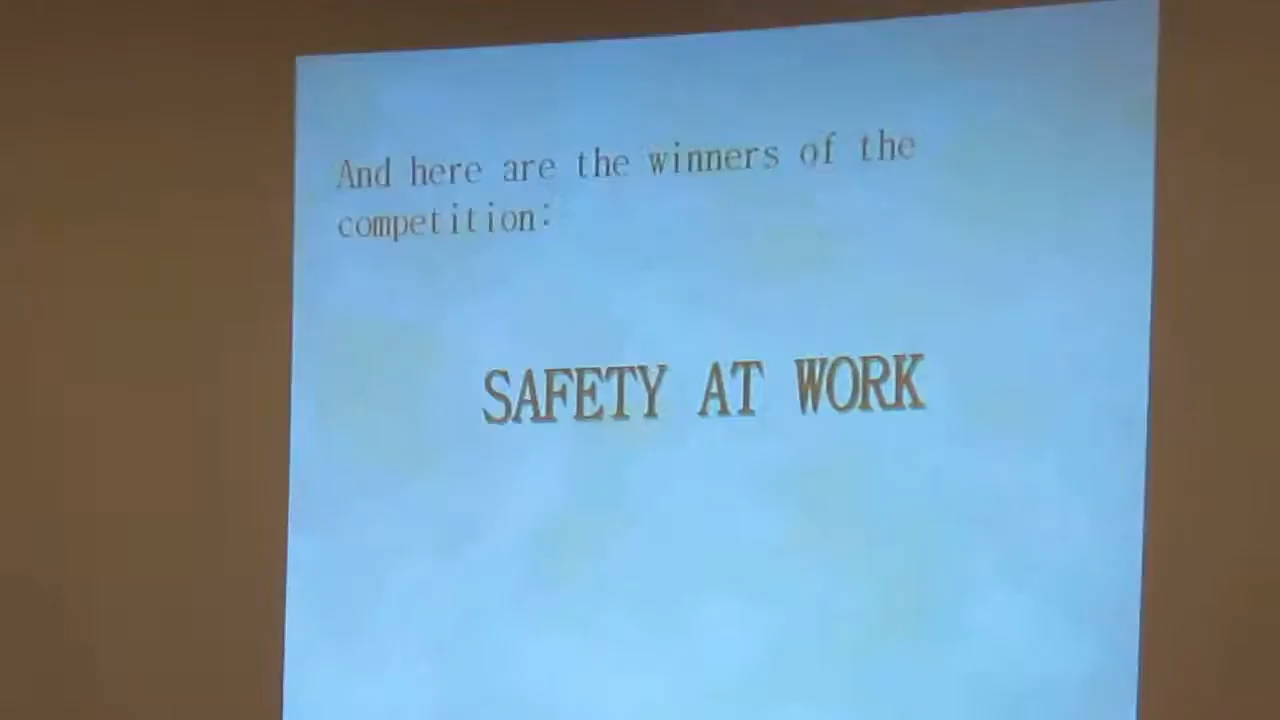 And here are the winners of the
competition:
SAFETY AT WORK